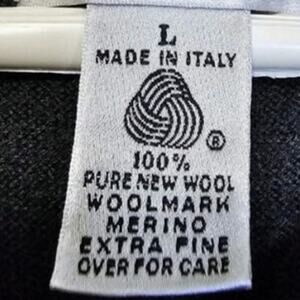 L
MADE IN ITALY
®
100%
PURE NEW WOOL
WOOLMARK
MERINO
EXTRA FINE
OVER FOR CARE